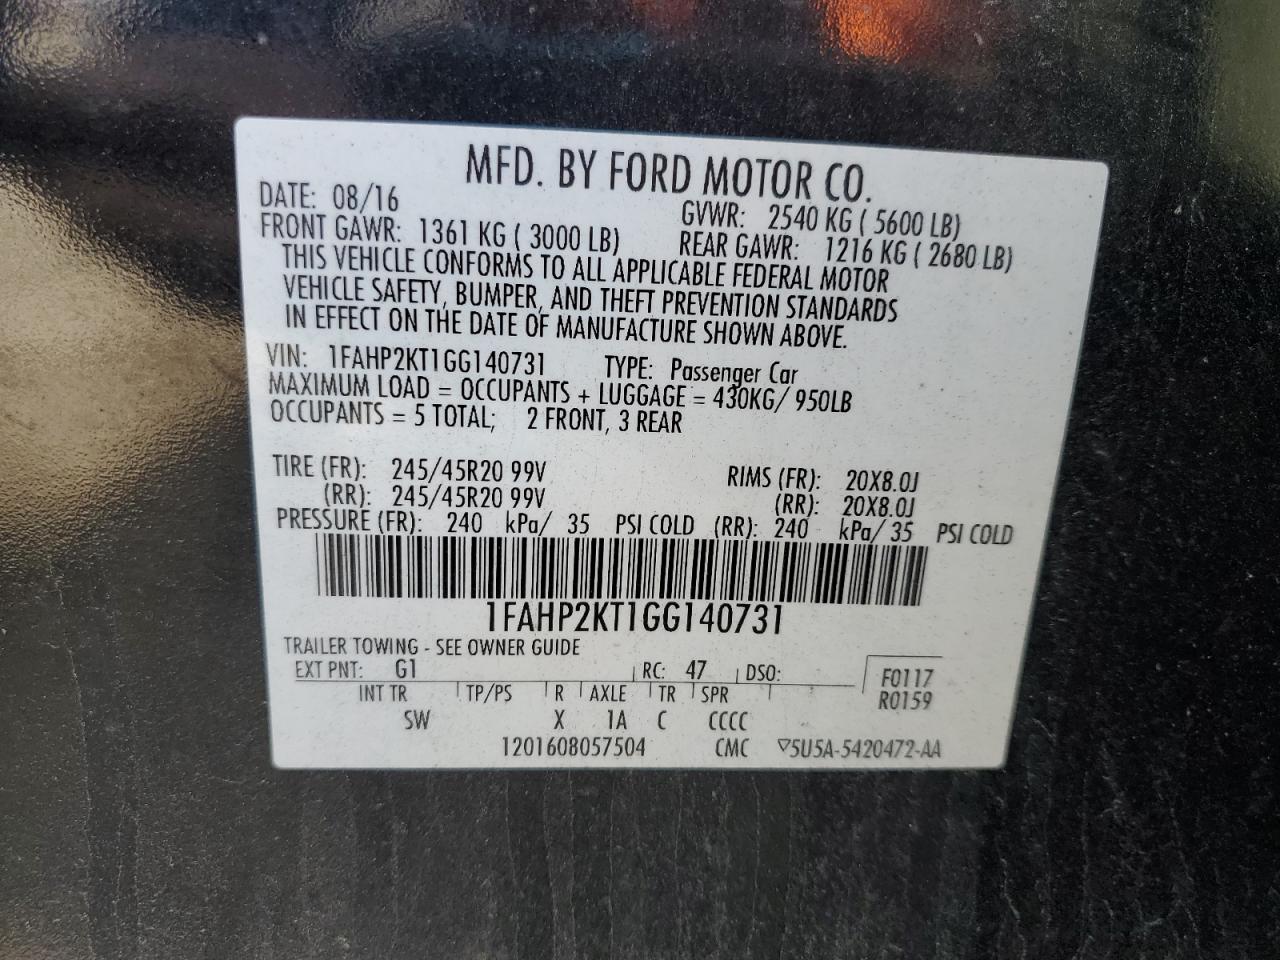 MFD. BY FORD MOTOR CO.
DATE: 08/16 GVWR: 2540 KG ( 5600 LB)
FRONT GAWR: 1361 KG ( 3000 LB) REAR GAWR: 1216 KG ( 2680 LB)
THIS VEHICLE CONFORMS TO ALL APPLICABLE FEDERAL MOTOR
VEHICLE SAFETY, BUMPER, AND THEFT PREVENTION STANDARDS
IN EFFECT ON THE DATE OF MANUFACTURE SHOWN ABOVE.
VIN: 1FAHP2KT1GG140731 TYPE: Passenger Car
MAXIMUM LOAD = OCCUPANTS + LUGGAGE = 430KG/ 950LB
OCCUPANTS = 5 TOTAL; 2 FRONT, 3 REAR
TIRE (FR): 245/45R20 99V RIMS (FR): 20X8.0J
(RR): 245/45R20 99V (RR): 20X8.0J
PRESSURE (FR): 240 kPa/ 35 PSI COLD (RR): 240 kPa/ 35 PSI COLD
1FAHP2KT1GG140731
TRAILER TOWING - SEE OWNER GUIDE
EXT PNT: G1 RC: 47 DSO: F0117
INT TR TP/PS R AXLE TR SPR R0159
SW X 1A C CCCC
1201608057504 CMC ▽5U5A-5420472-AA